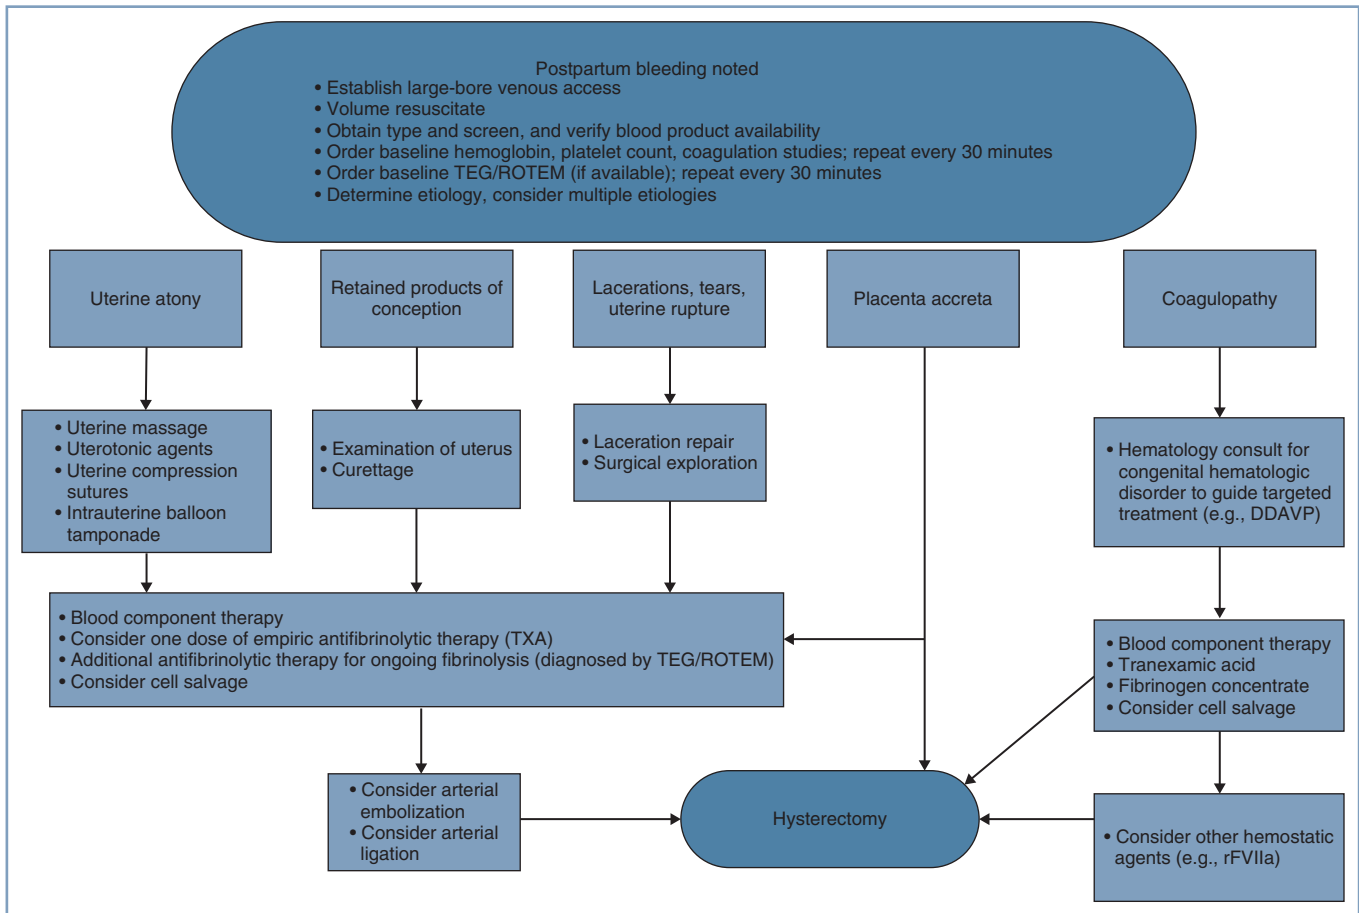 Postpartum bleeding noted
• Establish large-bore venous access
• Volume resuscitate
• Obtain type and screen, and verify blood product availability
• Order baseline hemoglobin, platelet count, coagulation studies; repeat every 30 minutes
• Order baseline TEG/ROTEM (if available); repeat every 30 minutes
• Determine etiology, consider multiple etiologies
Uterine atony
Retained products of
conception
Lacerations, tears,
uterine rupture
Placenta accreta
Coagulopathy
• Uterine massage
• Uterotonic agents
• Uterine compression
sutures
• Intrauterine balloon
tamponade
• Examination of uterus
• Curettage
• Laceration repair
• Surgical exploration
• Hematology consult for
congenital hematologic
disorder to guide targeted
treatment (e.g., DDAVP)
• Blood component therapy
• Consider one dose of empiric antifibrinolytic therapy (TXA)
• Additional antifibrinolytic therapy for ongoing fibrinolysis (diagnosed by TEG/ROTEM)
• Consider cell salvage
• Blood component therapy
• Tranexamic acid
• Fibrinogen concentrate
• Consider cell salvage
• Consider arterial
embolization
• Consider arterial
ligation
Hysterectomy
• Consider other hemostatic
agents (e.g., rFVIIa)